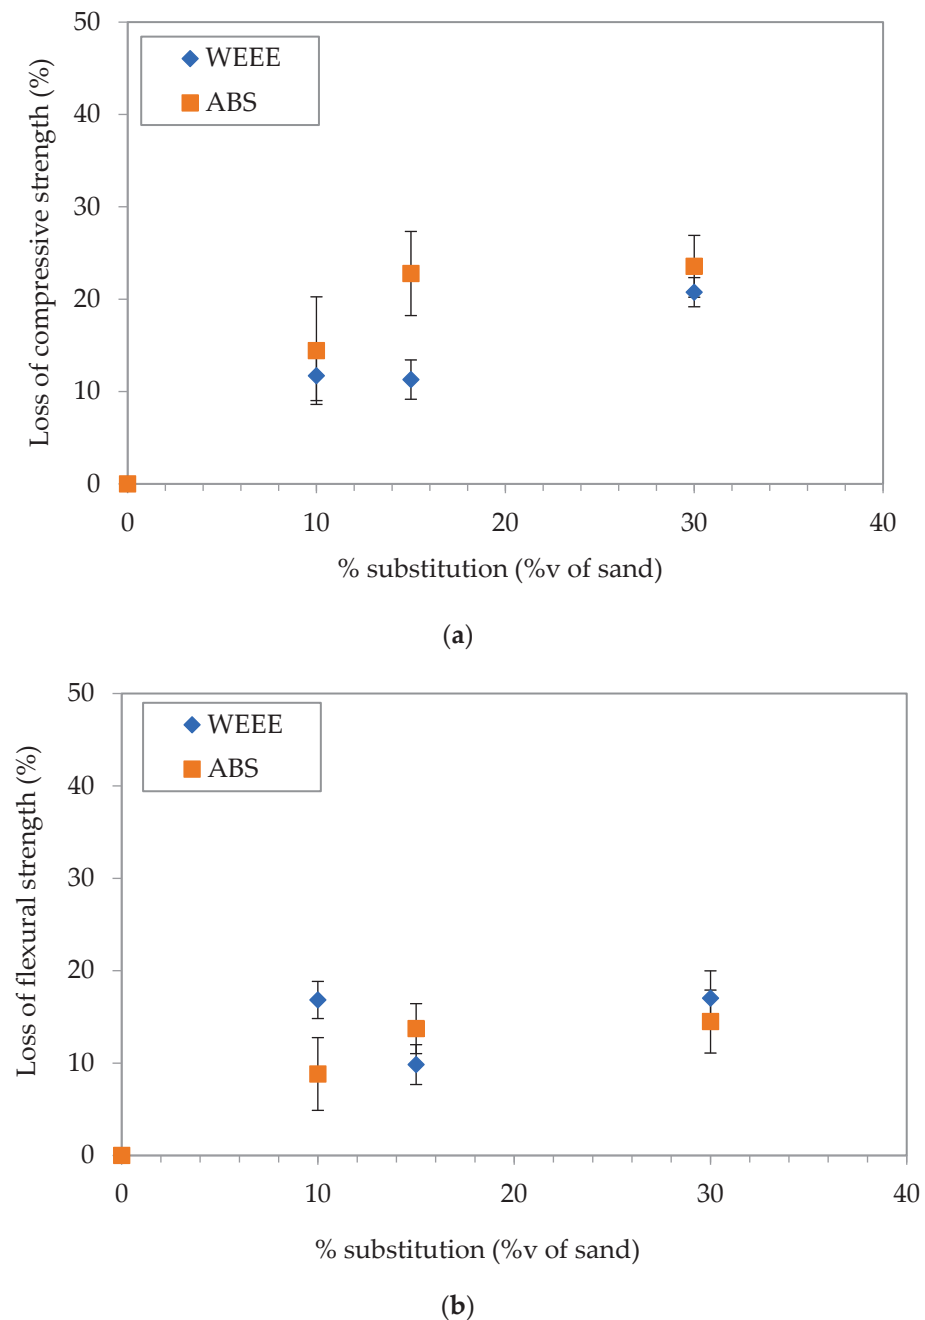 50
40
30
20
10
0
Loss of compressive strength (%)
WEEE
ABS
0 10 20 30 40
% substitution (%v of sand)
(a)
50
40
30
20
10
0
Loss of flexural strength (%)
WEEE
ABS
0 10 20 30 40
% substitution (%v of sand)
(b)